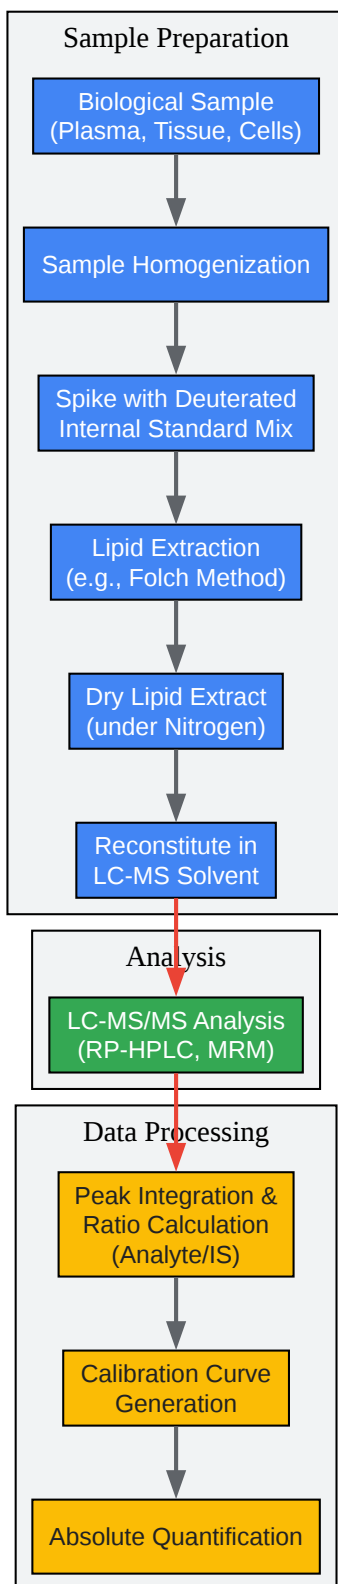 Sample Preparation
Biological Sample
(Plasma, Tissue, Cells)
Sample Homogenization
Spike with Deuterated
Internal Standard Mix
Lipid Extraction
(e.g., Folch Method)
Dry Lipid Extract
(under Nitrogen)
Reconstitute in
LC-MS Solvent
Analysis
LC-MS/MS Analysis
(RP-HPLC, MRM)
Data Processing
Peak Integration &
Ratio Calculation
(Analyte/IS)
Calibration Curve
Generation
Absolute Quantification